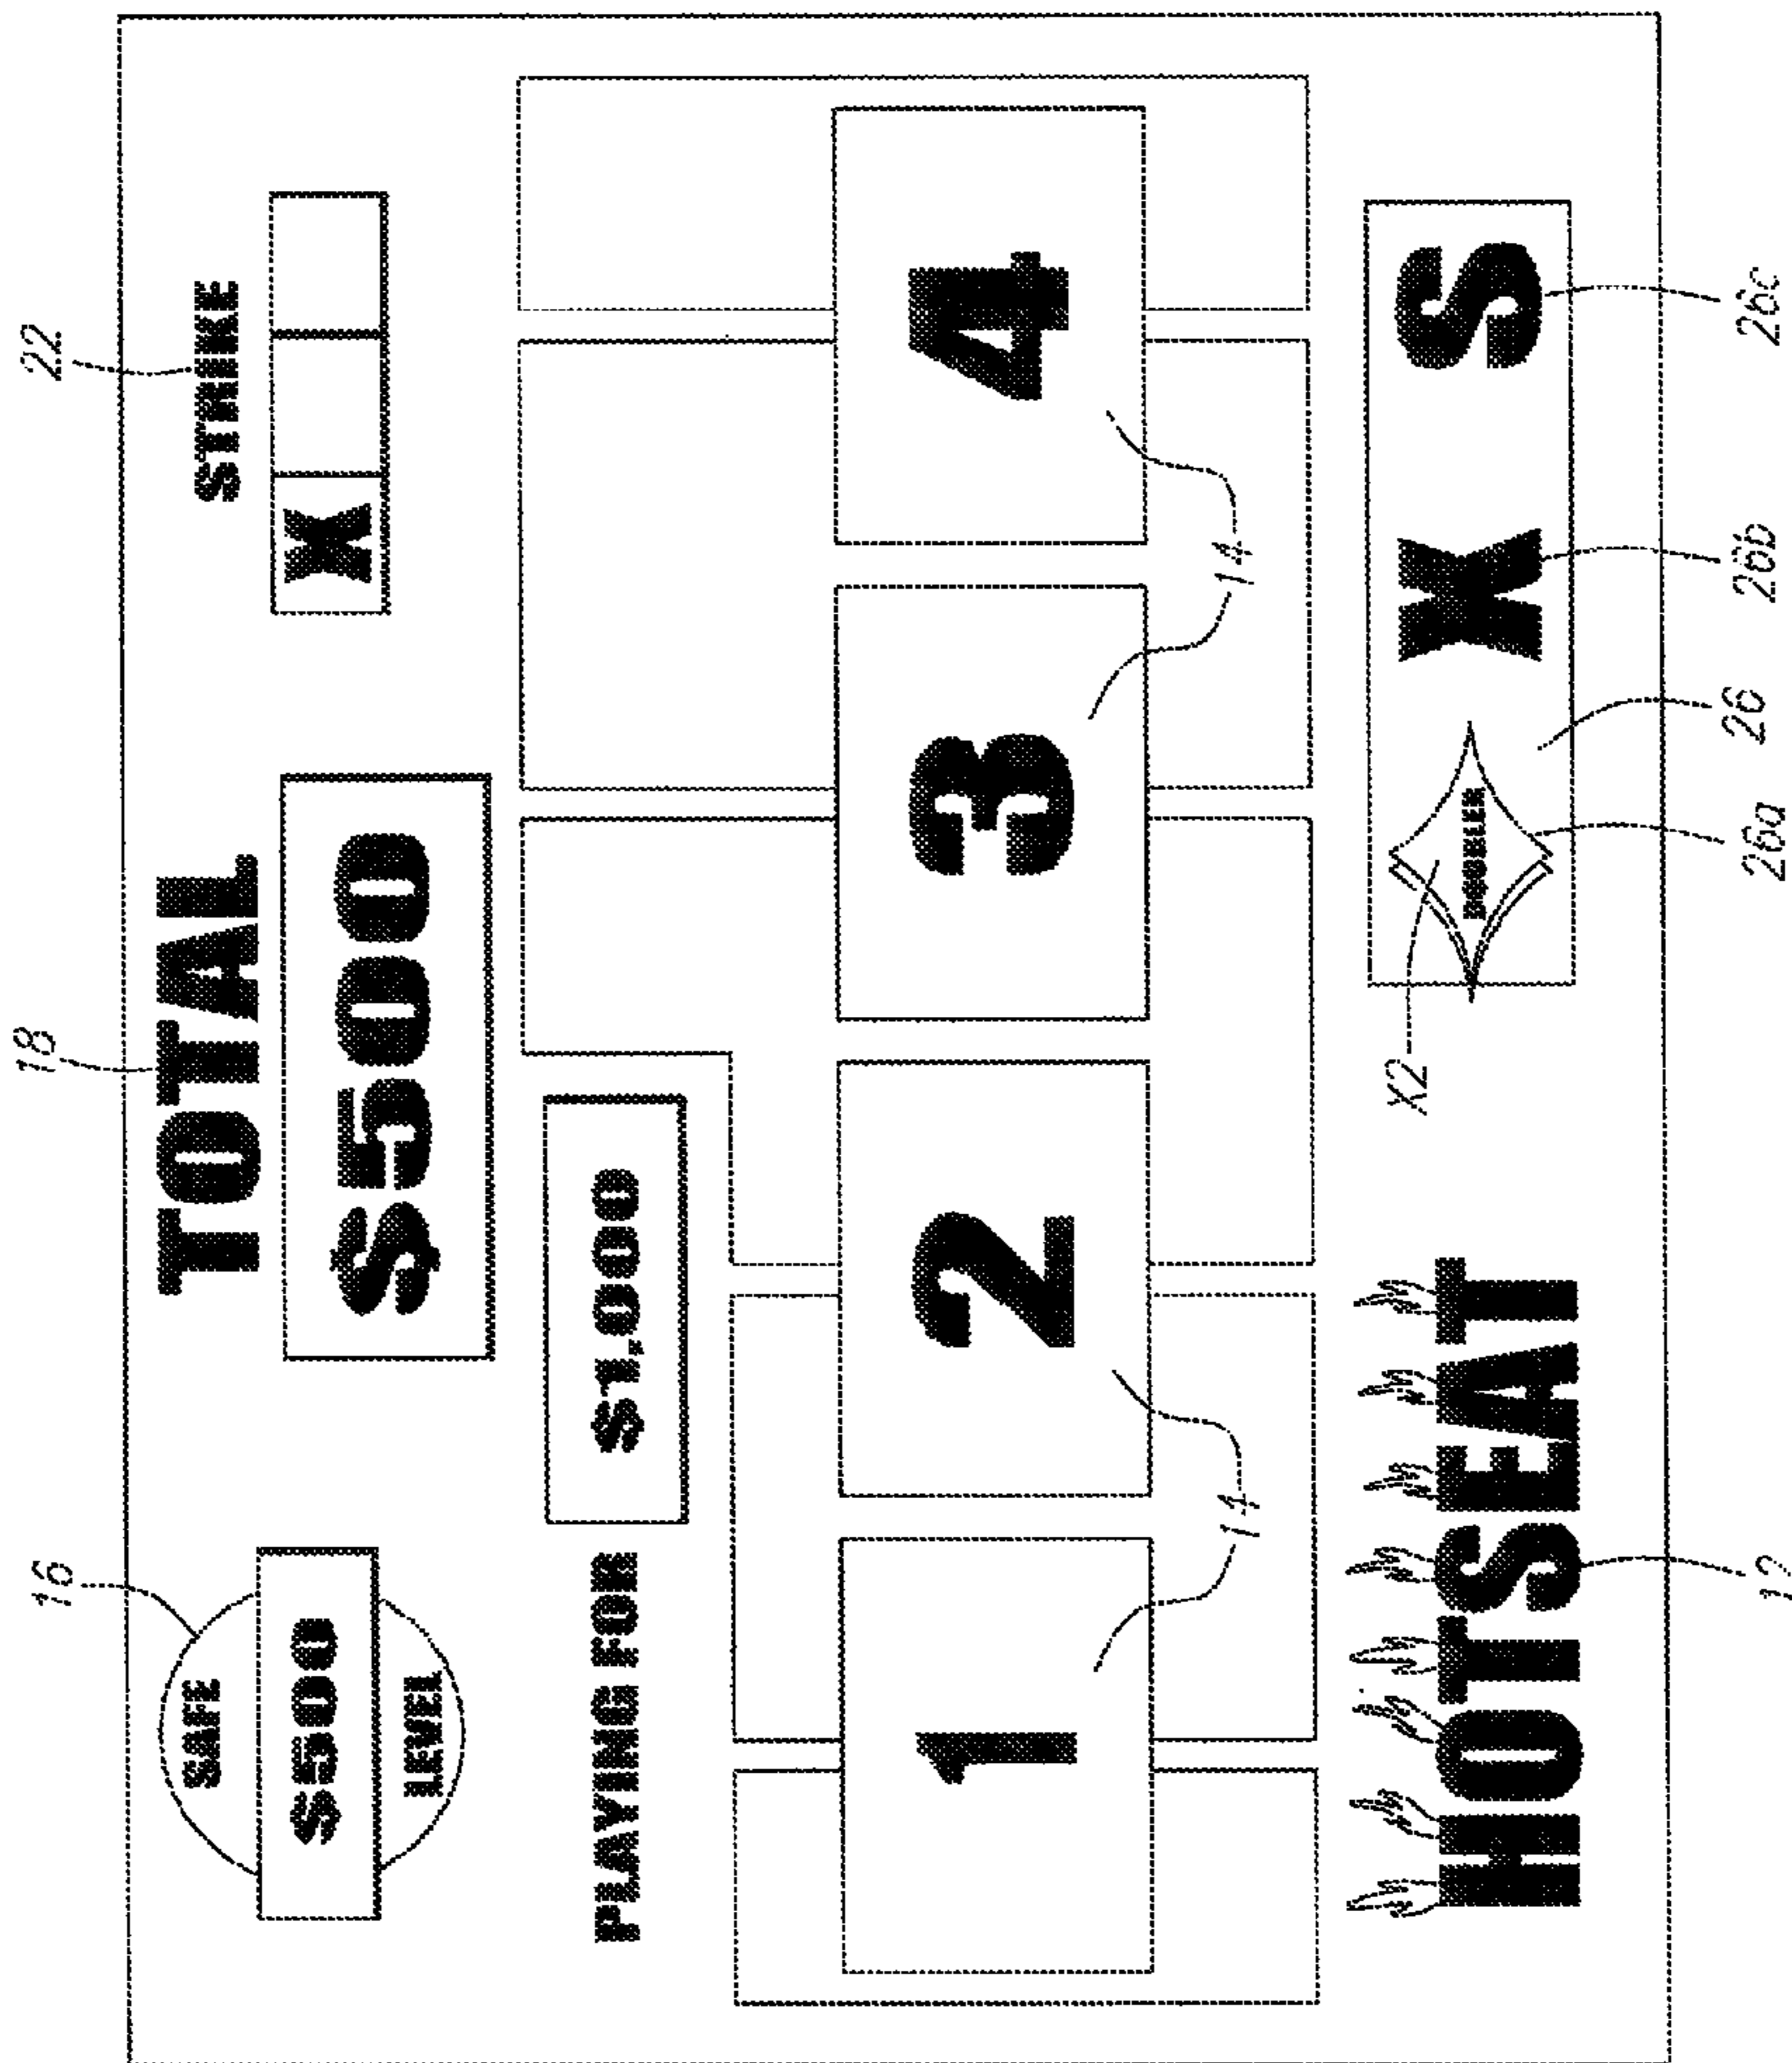 16
18
22
SAFE
$500
LEVEL
TOTAL
$500
STRIKE
X
PLAYING FOR
$1,000
1
2
3
4
14
14
HOTSEAT
X2
DOUBLER
X
S
12
26a
26
26b
26c